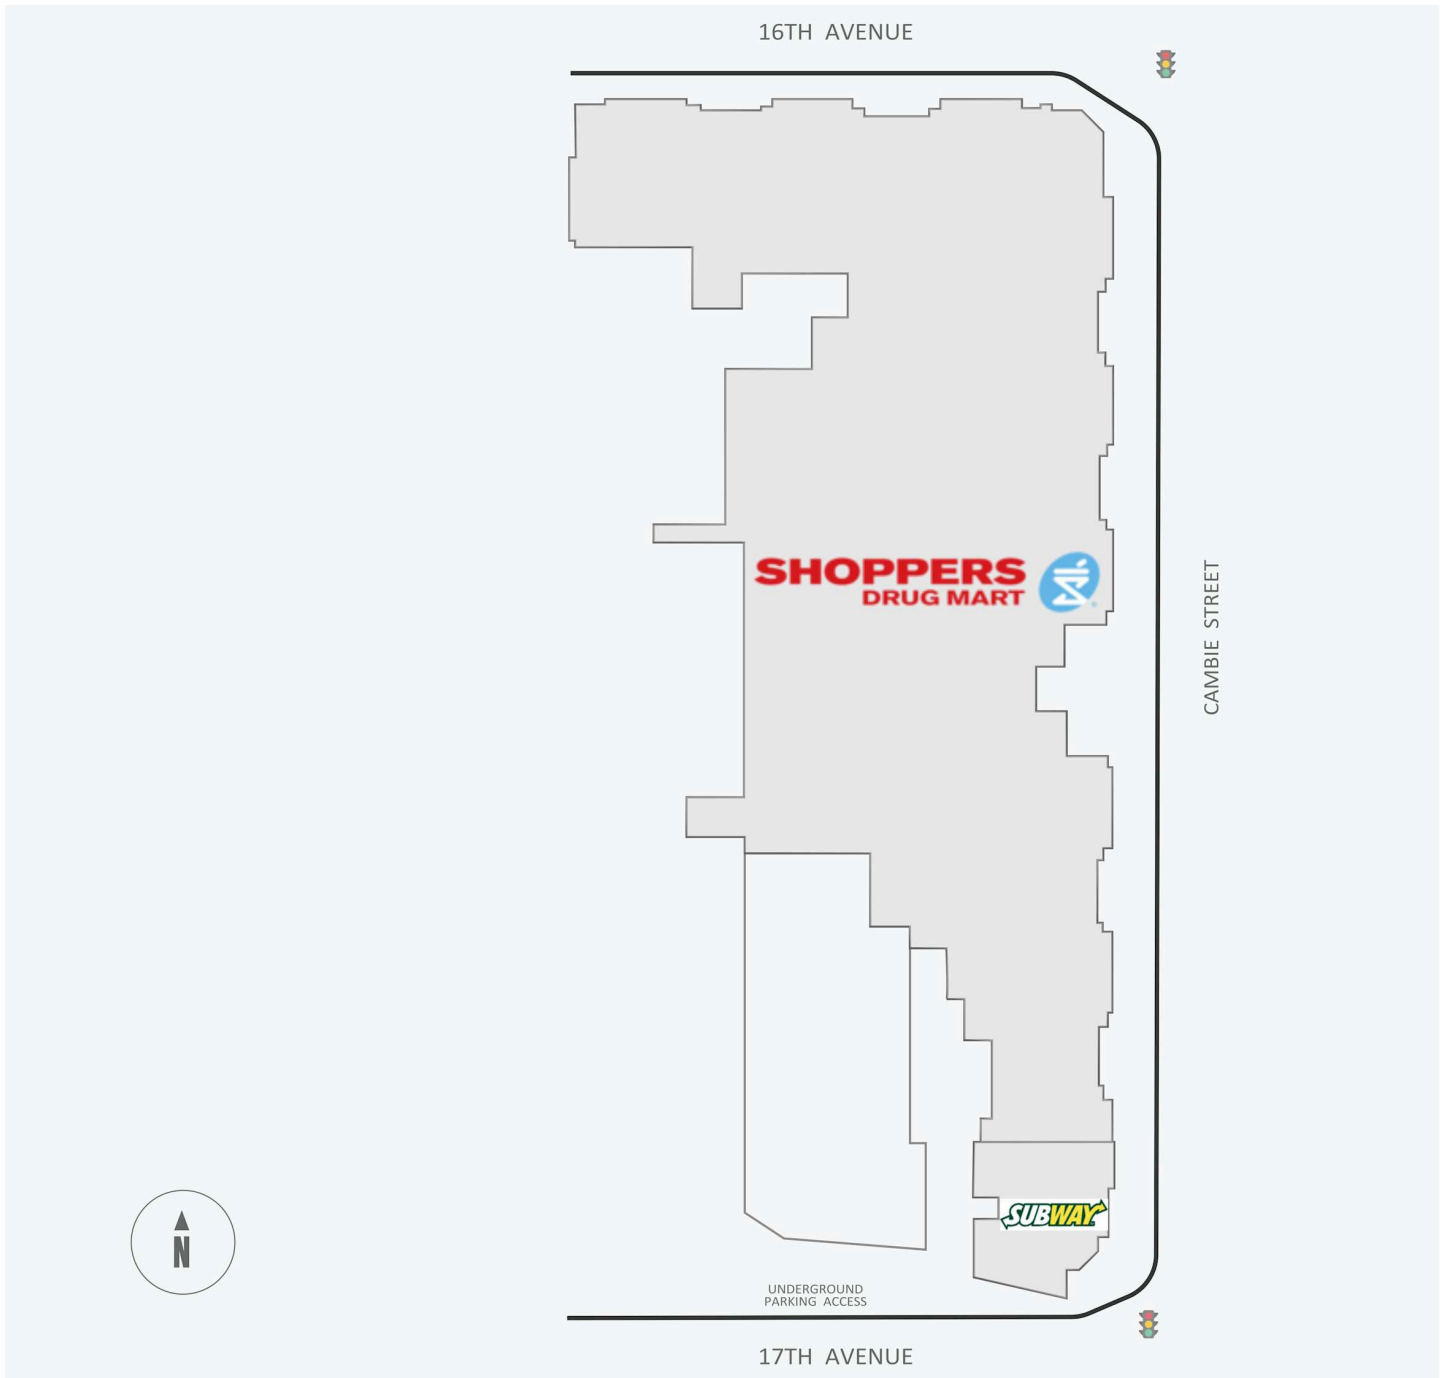 16TH AVENUE
SHOPPERS
DRUG MART
CAMBIE STREET
SUBWAY
N
UNDERGROUND
PARKING ACCESS
17TH AVENUE